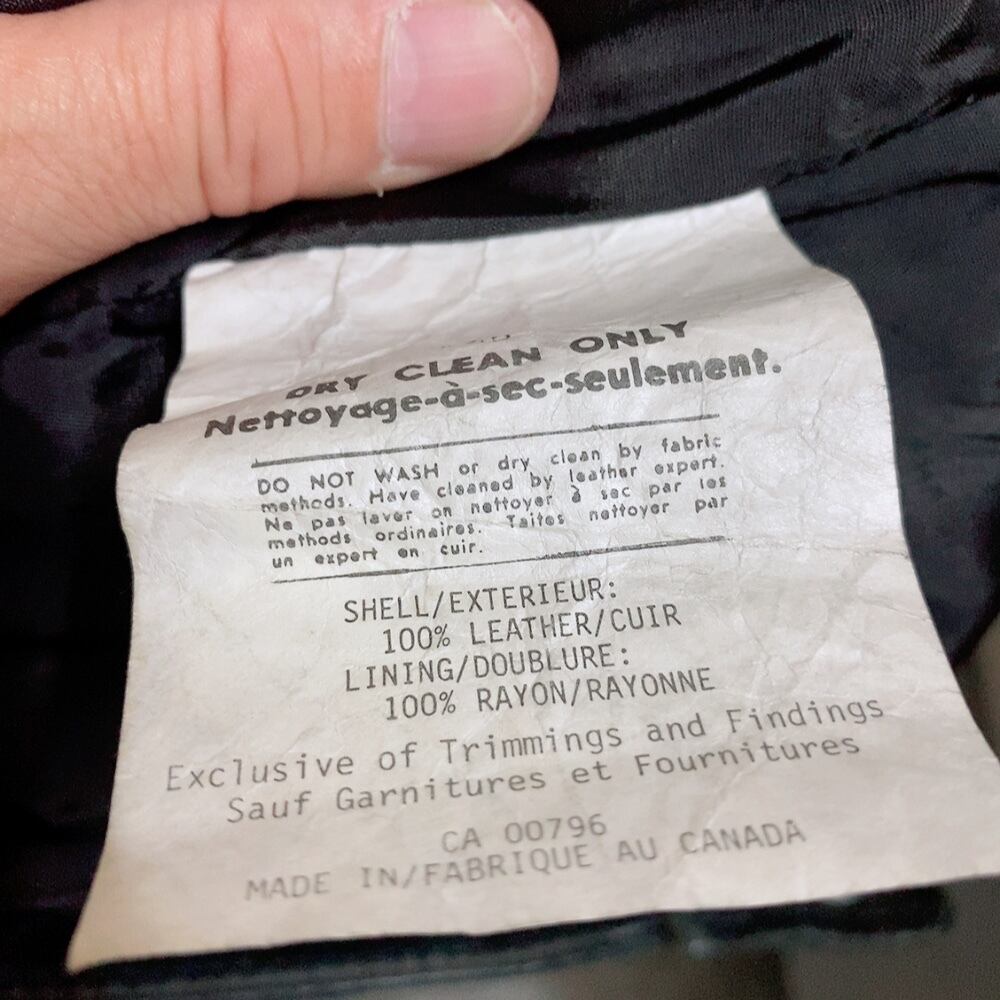 DRY CLEAN ONLY
Nettoyage-à-sec-seulement.
DO NOT WASH or dry clean by fabric
methods. Have cleaned by leather expert.
Ne pas laver on nettoyer à sec par les
methods ordinaires. Taites nettoyer par
un expert en cuir.
SHELL/EXTERIEUR:
100% LEATHER/CUIR
LINING/DOUBLURE:
100% RAYON/RAYONNE
Exclusive of Trimmings and Findings
Sauf Garnitures et Fournitures
CA 00796
MADE IN/FABRIQUE AU CANADA